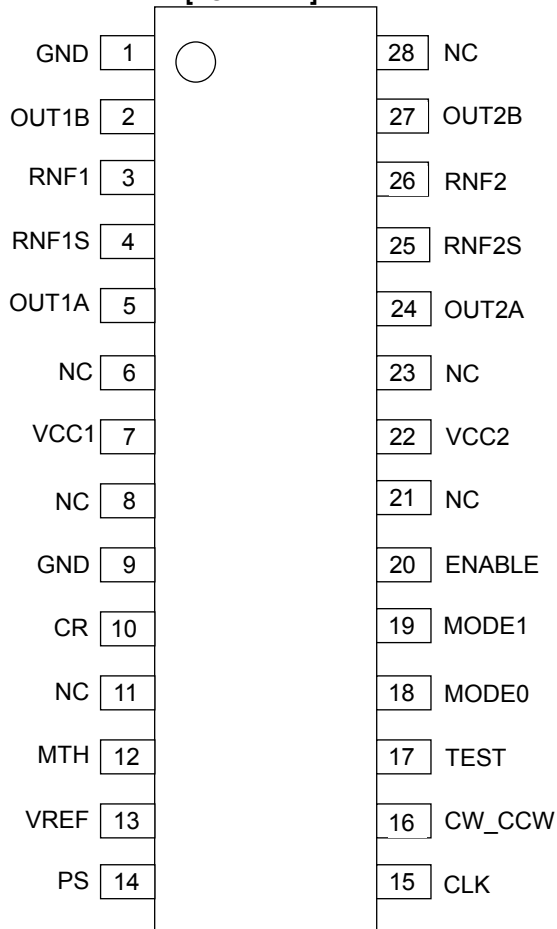 GND 1 28 NC
OUT1B 2 27 OUT2B
RNF1 3 26 RNF2
RNF1S 4 25 RNF2S
OUT1A 5 24 OUT2A
NC 6 23 NC
VCC1 7 22 VCC2
NC 8 21 NC
GND 9 20 ENABLE
CR 10 19 MODE1
NC 11 18 MODE0
MTH 12 17 TEST
VREF 13 16 CW_CCW
PS 14 15 CLK